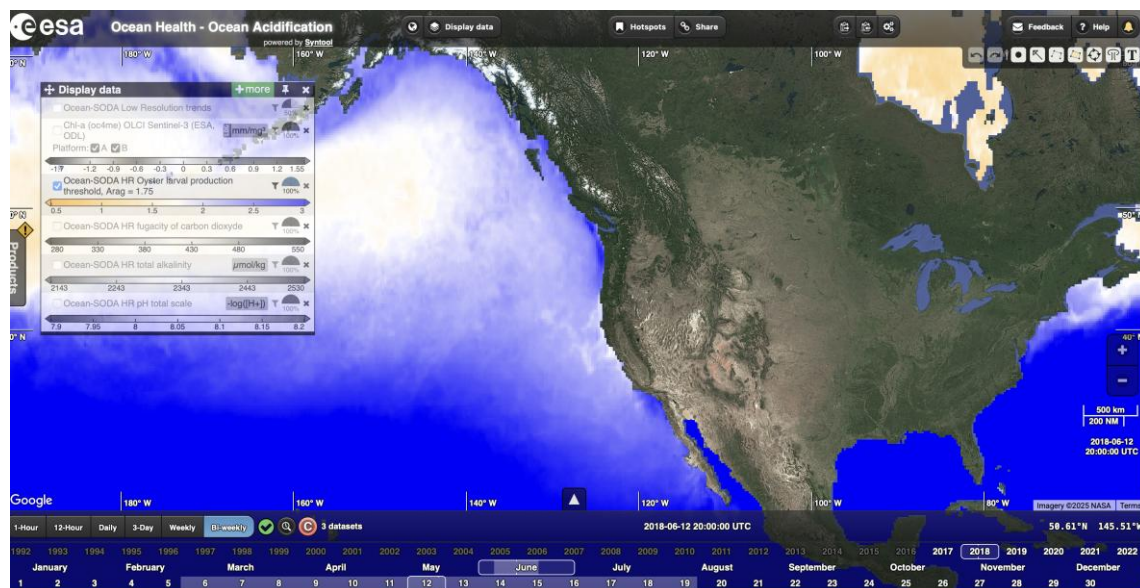 esa Ocean Health - Ocean Acidification
powered by Syntool
Display data
Hotspots Share
Feedback ? Help
T
180° W 160° W 140° W 120° W 100° W
Display data +more
Ocean-SODA Low Resolution trends 50%
Chl-a (oc4me) OLCI Sentinel-3 (ESA, ODL) mm/mg³ 100%
Platform: A B
-1.7 -1.2 -0.9 -0.6 -0.3 0 0.3 0.6 0.9 1.2 1.55
Ocean-SODA HR Oyster larval production
threshold, Arag = 1.75 100%
0.5 1 1.5 2 2.5 3
Ocean-SODA HR fugacity of carbon dioxyde 100%
280 330 380 430 480 550
Ocean-SODA HR total alkalinity µmol/kg 100%
2143 2243 2343 2443 2530
Ocean-SODA HR pH total scale -log([H+]) 100%
7.9 7.95 8 8.05 8.1 8.15 8.2
Products
50° N
40° N
+
−
500 km
200 NM
2018-06-12
20:00:00 UTC
Google
180° W 160° W 140° W 120° W 100° W 80° W
Imagery ©2025 NASA Terms
1-Hour 12-Hour Daily 3-Day Weekly Bi-weekly C 3 datasets 2018-06-12 20:00:00 UTC 50.61°N 145.51°W
1992 1993 1994 1995 1996 1997 1998 1999 2000 2001 2002 2003 2004 2005 2006 2007 2008 2009 2010 2011 2012 2013 2014 2015 2016 2017 2018 2019 2020 2021 2022
January February March April May June July August September October November December
1 2 3 4 5 6 7 8 9 10 11 12 13 14 15 16 17 18 19 20 21 22 23 24 25 26 27 28 29 30